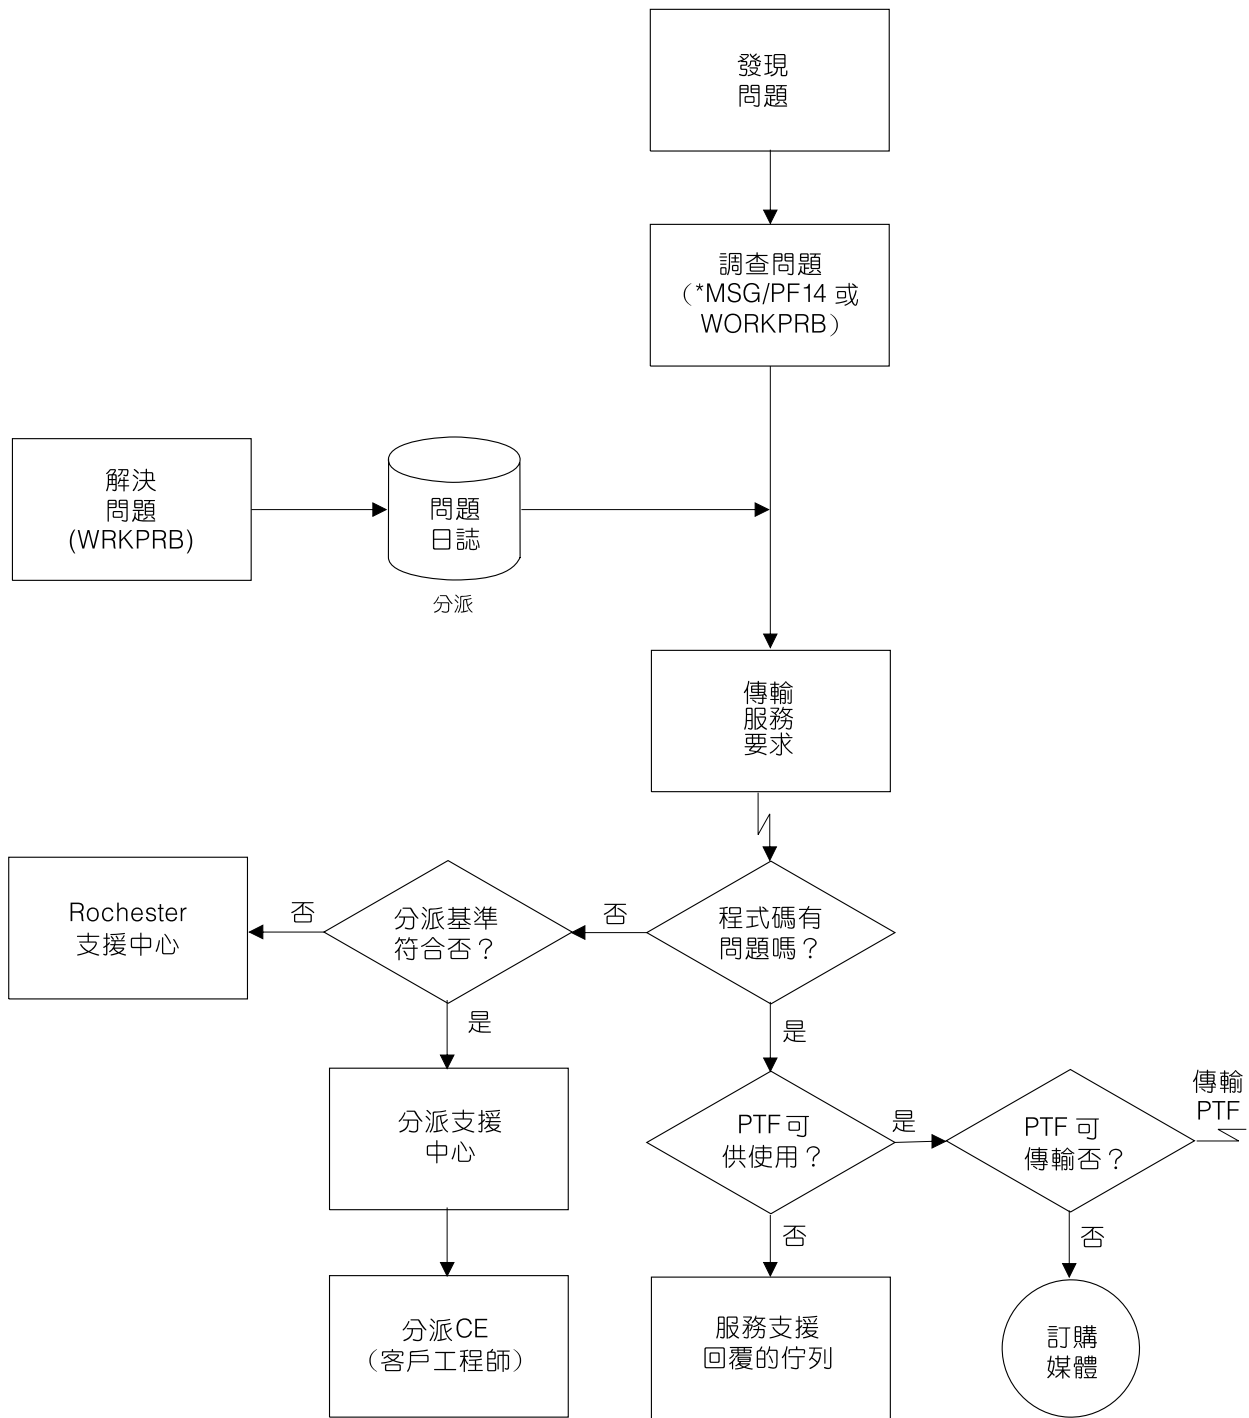 發現
問題
調查問題
（*MSG/PF14 或
WORKPRB）
解決
問題
(WRKPRB)
問題
日誌
分派
傳輸
服務
要求
Rochester
支援中心
否
分派基準
符合否？
否
程式碼有
問題嗎？
是
是
分派支援
中心
PTF 可
供使用？
是
PTF 可
傳輸否？
傳輸
PTF
否
否
分派CE
（客戶工程師）
服務支援
回覆的佇列
訂購
媒體